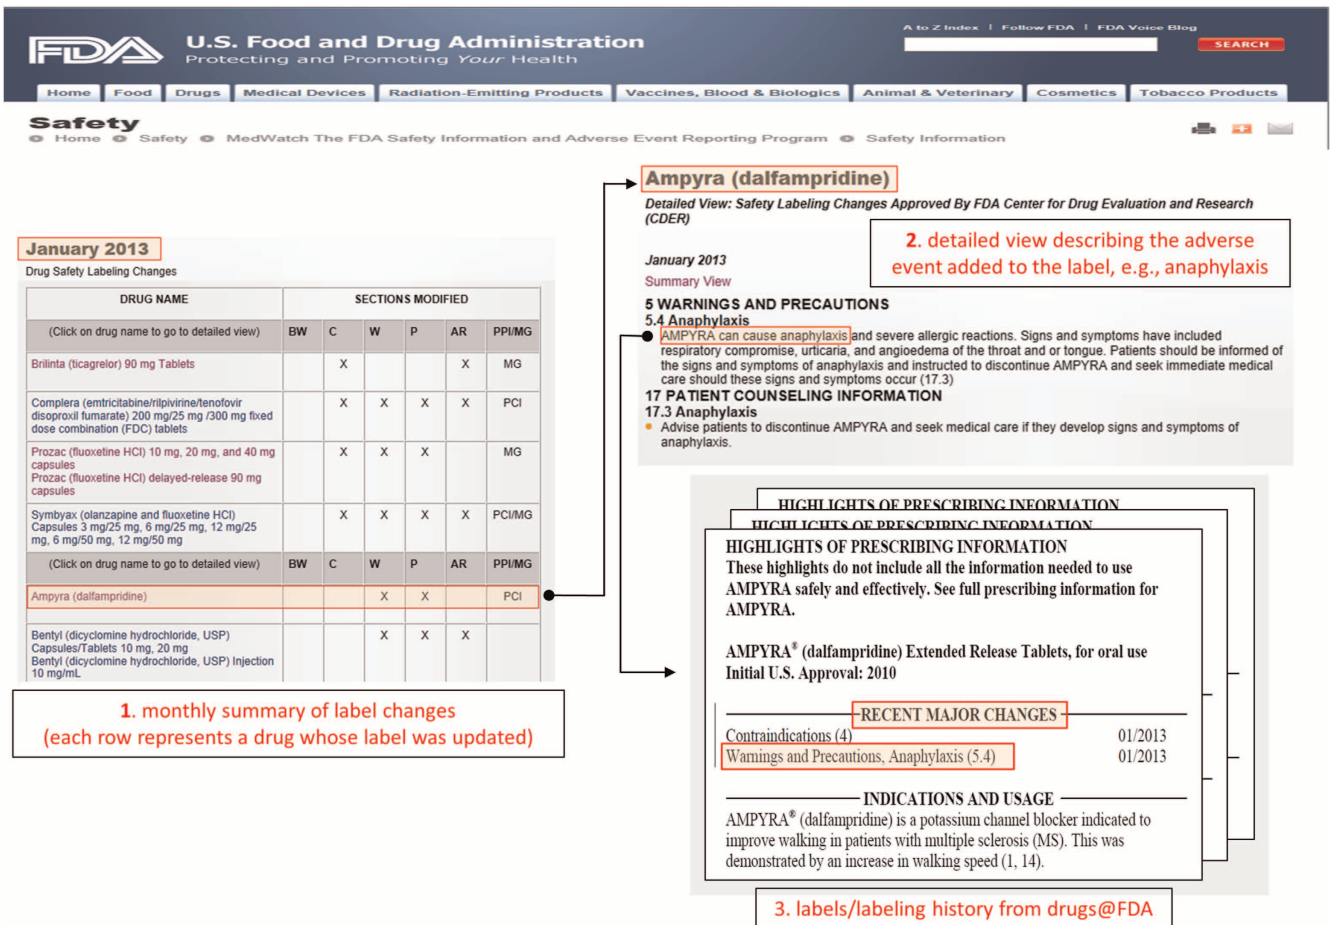 FDA
U.S. Food and Drug Administration
Protecting and Promoting Your Health
A to Z Index | Follow FDA | FDA Voice Blog
SEARCH
Home Food Drugs Medical Devices Radiation-Emitting Products Vaccines, Blood & Biologics Animal & Veterinary Cosmetics Tobacco Products
Safety
Home Safety MedWatch The FDA Safety Information and Adverse Event Reporting Program Safety Information
January 2013
Drug Safety Labeling Changes
DRUG NAME SECTIONS MODIFIED
(Click on drug name to go to detailed view) BW C W P AR PPI/MG
Brilinta (ticagrelor) 90 mg Tablets X X MG
Complera (emtricitabine/rilpivirine/tenofovir
disoproxil fumarate) 200 mg/25 mg /300 mg fixed
dose combination (FDC) tablets X X X X PCI
Prozac (fluoxetine HCl) 10 mg, 20 mg, and 40 mg
capsules
Prozac (fluoxetine HCl) delayed-release 90 mg
capsules X X X MG
Symbyax (olanzapine and fluoxetine HCl)
Capsules 3 mg/25 mg, 6 mg/25 mg, 12 mg/25
mg, 6 mg/50 mg, 12 mg/50 mg X X X X PCI/MG
(Click on drug name to go to detailed view) BW C W P AR PPI/MG
Ampyra (dalfampridine) X X PCI
Bentyl (dicyclomine hydrochloride, USP)
Capsules/Tablets 10 mg, 20 mg
Bentyl (dicyclomine hydrochloride, USP) Injection
10 mg/mL X X X
1. monthly summary of label changes
(each row represents a drug whose label was updated)
Ampyra (dalfampridine)
Detailed View: Safety Labeling Changes Approved By FDA Center for Drug Evaluation and Research
(CDER)
2. detailed view describing the adverse
event added to the label, e.g., anaphylaxis
January 2013
Summary View
5 WARNINGS AND PRECAUTIONS
5.4 Anaphylaxis
AMPYRA can cause anaphylaxis and severe allergic reactions. Signs and symptoms have included
respiratory compromise, urticaria, and angioedema of the throat and or tongue. Patients should be informed of
the signs and symptoms of anaphylaxis and instructed to discontinue AMPYRA and seek immediate medical
care should these signs and symptoms occur (17.3)
17 PATIENT COUNSELING INFORMATION
17.3 Anaphylaxis
Advise patients to discontinue AMPYRA and seek medical care if they develop signs and symptoms of
anaphylaxis.
HIGHLIGHTS OF PRESCRIBING INFORMATION
HIGHLIGHTS OF PRESCRIBING INFORMATION
HIGHLIGHTS OF PRESCRIBING INFORMATION
These highlights do not include all the information needed to use
AMPYRA safely and effectively. See full prescribing information for
AMPYRA.
AMPYRA® (dalfampridine) Extended Release Tablets, for oral use
Initial U.S. Approval: 2010
RECENT MAJOR CHANGES
Contraindications (4) 01/2013
Warnings and Precautions, Anaphylaxis (5.4) 01/2013
INDICATIONS AND USAGE
AMPYRA® (dalfampridine) is a potassium channel blocker indicated to
improve walking in patients with multiple sclerosis (MS). This was
demonstrated by an increase in walking speed (1, 14).
3. labels/labeling history from drugs@FDA